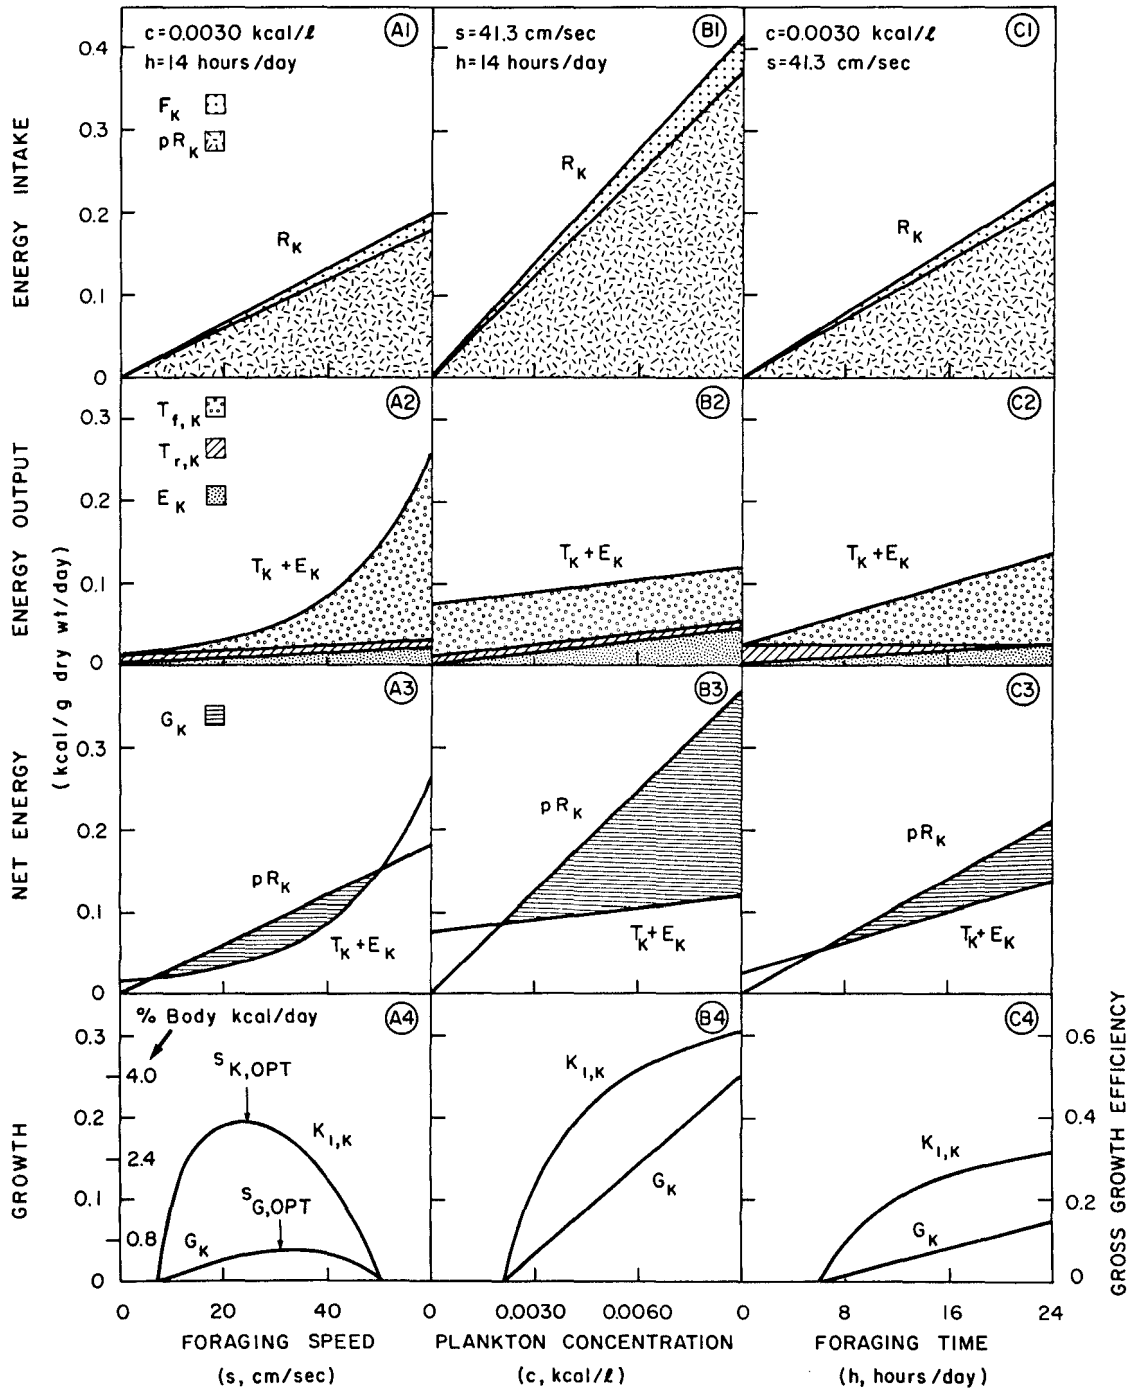 c=0.0030 kcal/ℓ
h=14 hours/day
A1
F_K
pR_K
R_K
s=41.3 cm/sec
h=14 hours/day
B1
R_K
c=0.0030 kcal/ℓ
s=41.3 cm/sec
C1
R_K
0.4
0.3
0.2
0.1
0
ENERGY INTAKE
T_f,K
T_r,K
E_K
A2
T_K + E_K
B2
T_K + E_K
C2
T_K + E_K
0.3
0.2
0.1
0
ENERGY OUTPUT
(kcal/g dry wt/day)
G_K
A3
pR_K
T_K + E_K
B3
pR_K
T_K + E_K
C3
pR_K
T_K + E_K
0.3
0.2
0.1
0
NET ENERGY
% Body kcal/day
A4
4.0
2.4
0.8
s_K,OPT
K_1,K
s_G,OPT
G_K
B4
K_1,K
G_K
C4
K_1,K
G_K
0.3
0.2
0.1
0
GROWTH
0.6
0.4
0.2
0
GROSS GROWTH EFFICIENCY
0 20 40 0 0.0030 0.0060 0 8 16 24
FORAGING SPEED PLANKTON CONCENTRATION FORAGING TIME
(s, cm/sec) (c, kcal/ℓ) (h, hours/day)